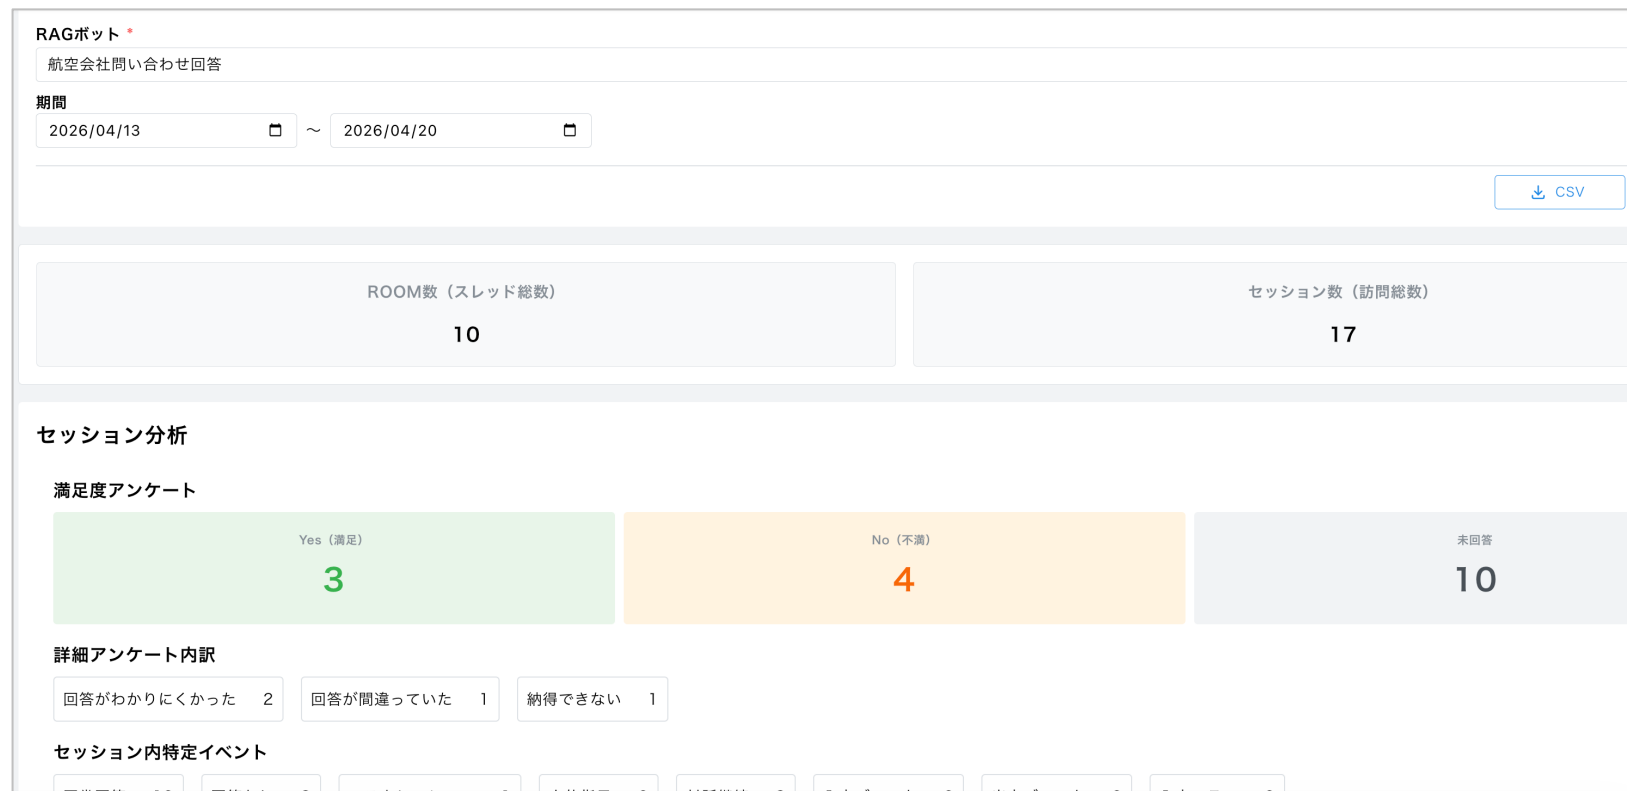 RAGボット *
航空会社問い合わせ回答
期間
2026/04/13 ～ 2026/04/20
CSV
ROOM数（スレッド総数） セッション数（訪問総数）
10 17
セッション分析
満足度アンケート
Yes（満足） No（不満） 未回答
3 4 10
詳細アンケート内訳
回答がわかりにくかった 2 回答が間違っていた 1 納得できない 1
セッション内特定イベント